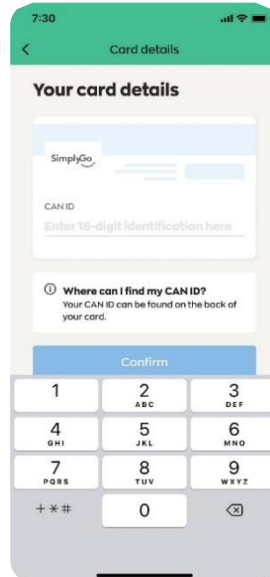 7:30
Card details
Your card details
SimplyGo
CAN ID
Enter 16-digit identification here
Where can I find my CAN ID?
Your CAN ID can be found on the back of
your card.
Confirm
1 2 3
ABC DEF
4 5 6
GHI JKL MNO
7 8 9
PQRS TUV WXYZ
+ * # 0